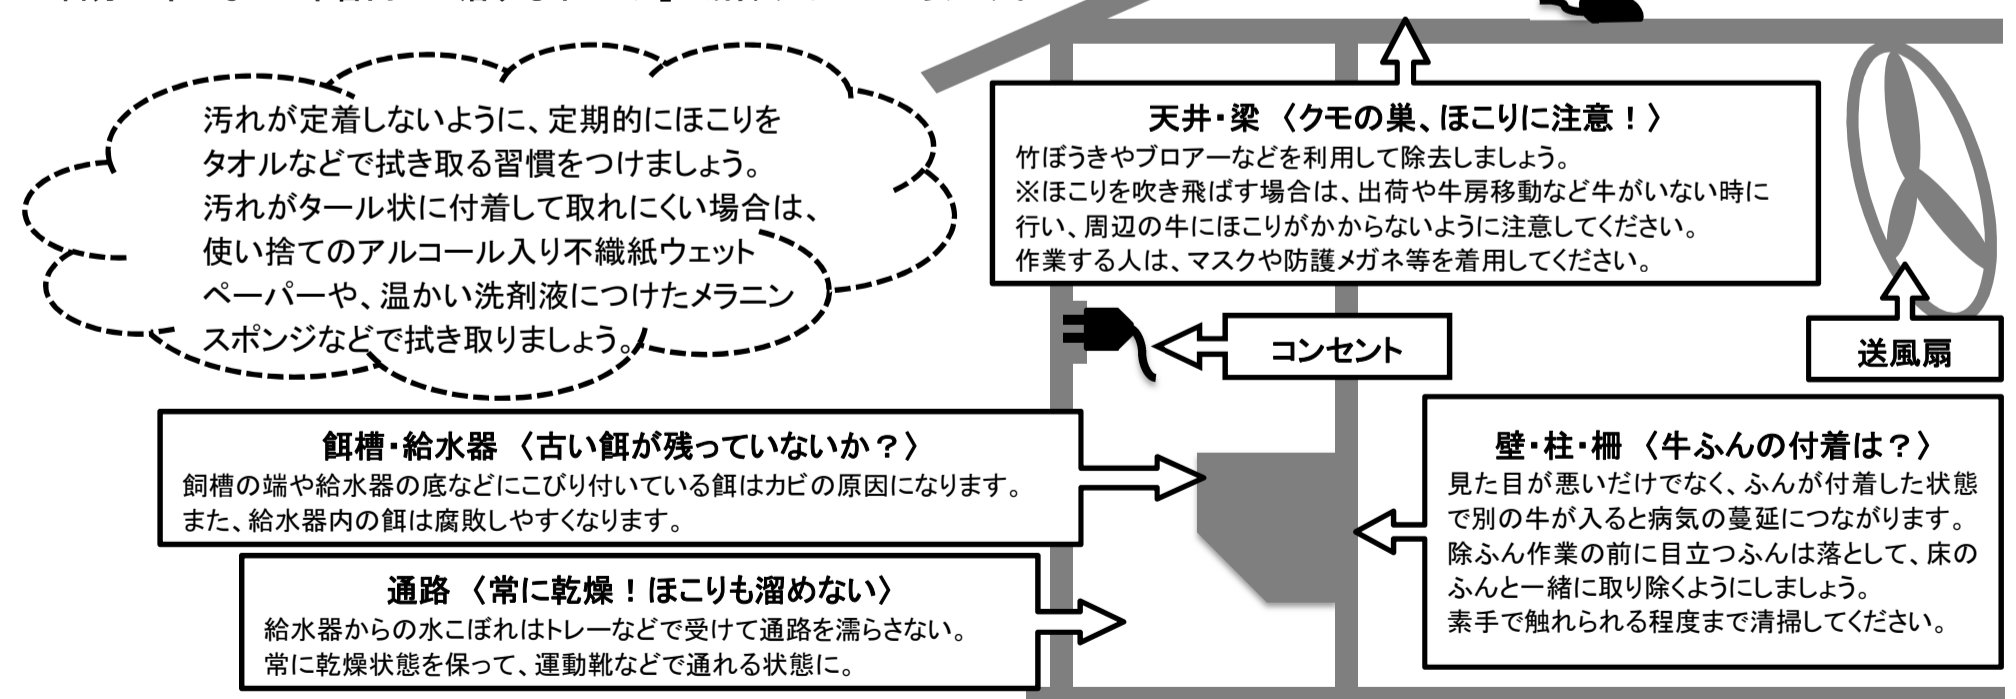 汚れが定着しないように、定期的にほこりを
タオルなどで拭き取る習慣をつけましょう。
汚れがタール状に付着して取れにくい場合は、
使い捨てのアルコール入り不織紙ウェット
ペーパーや、温かい洗剤液につけたメラニン
スポンジなどで拭き取りましょう。
天井・梁 〈クモの巣、ほこりに注意！〉
竹ぼうきやブロアーなどを利用して除去しましょう。
※ほこりを吹き飛ばす場合は、出荷や牛房移動など牛がいない時に
行い、周辺の牛にほこりがかからないように注意してください。
作業する人は、マスクや防護メガネ等を着用してください。
コンセント
送風扇
餌槽・給水器 〈古い餌が残っていないか？〉
飼槽の端や給水器の底などにこびり付いている餌はカビの原因になります。
また、給水器内の餌は腐敗しやすくなります。
壁・柱・柵 〈牛ふんの付着は？〉
見た目が悪いだけでなく、ふんが付着した状態
で別の牛が入ると病気の蔓延につながります。
除ふん作業の前に目立つふんは落として、床の
ふんと一緒に取り除くようにしましょう。
素手で触れられる程度まで清掃してください。
通路 〈常に乾燥！ほこりも溜めない〉
給水器からの水こぼれはトレーなどで受けて通路を濡らさない。
常に乾燥状態を保って、運動靴などで通れる状態に。